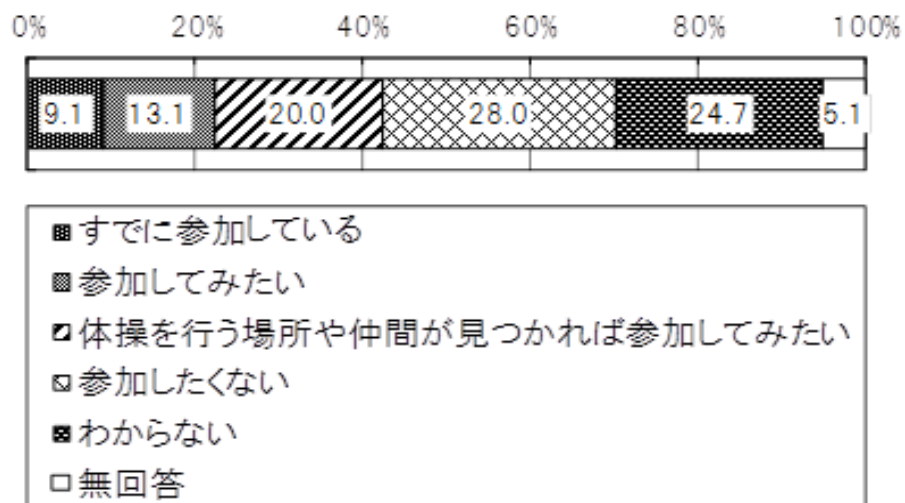 0% 20% 40% 60% 80% 100%
9.1 13.1 20.0 28.0 24.7 5.1
すでに参加している
参加してみたい
体操を行う場所や仲間が見つかれば参加してみたい
参加したくない
わからない
無回答